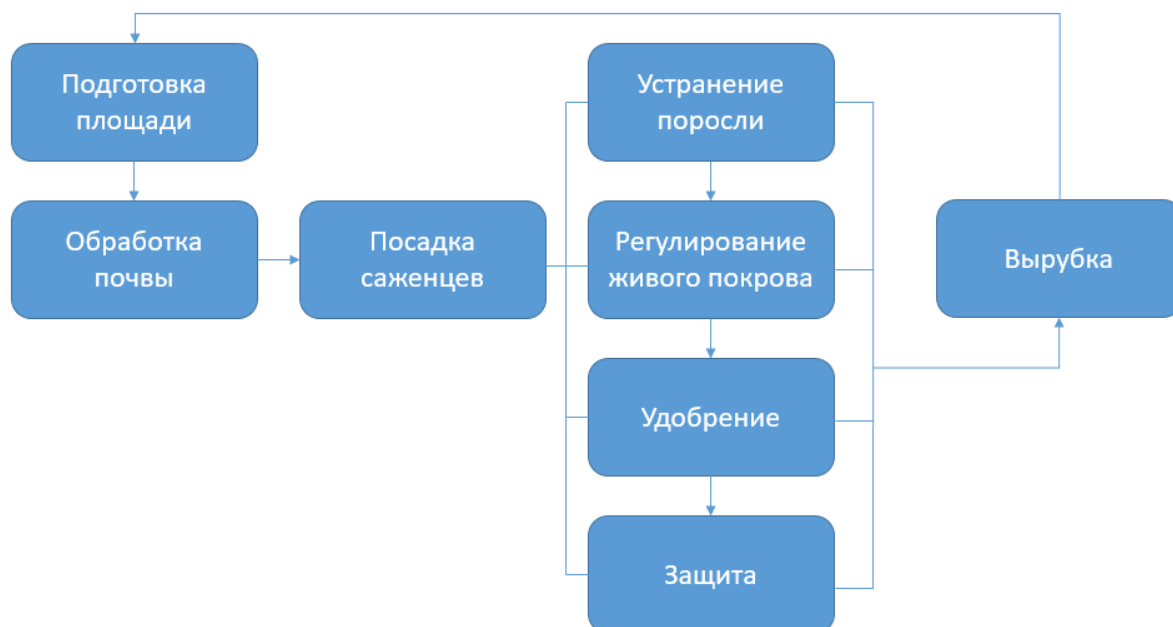 Подготовка
площади
Обработка
почвы
Посадка
саженцев
Устранение
поросли
Регулирование
живого покрова
Удобрение
Защита
Вырубка